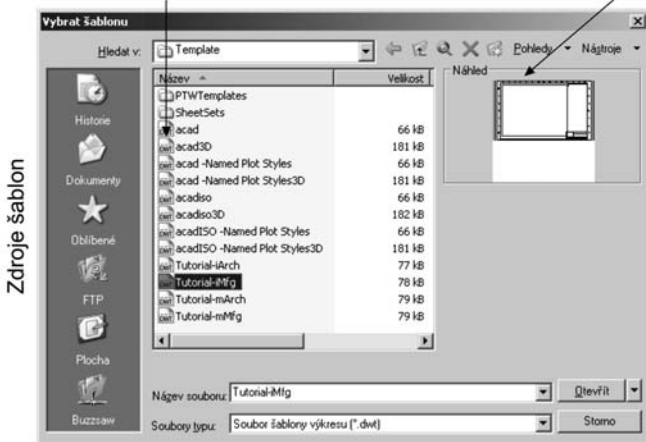 Vybrat šablonu
Hledat v: Template Pohledy Nástroje
Název Velikost
Náhled
PTWTemplates
SheetSets
acad 66 kB
acad3D 181 kB
acad -Named Plot Styles 66 kB
acad -Named Plot Styles3D 181 kB
acadiso 66 kB
acadiso3D 182 kB
acadISO -Named Plot Styles 66 kB
acadISO -Named Plot Styles3D 181 kB
Tutorial-iArch 77 kB
Tutorial-iMfg 78 kB
Tutorial-mArch 79 kB
Tutorial-mMfg 79 kB
Historie
Dokumenty
Oblíbené
FTP
Plocha
Buzzsaw
Název souboru: Tutorial-iMfg Otevřít
Soubory typu: Soubor šablony výkresu (*.dwt) Storno
Zdroje šablon